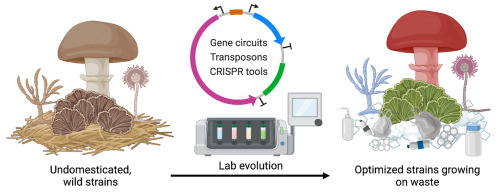 Gene circuits
Transposons
CRISPR tools
Undomesticated,
wild strains
Lab evolution
Optimized strains growing
on waste